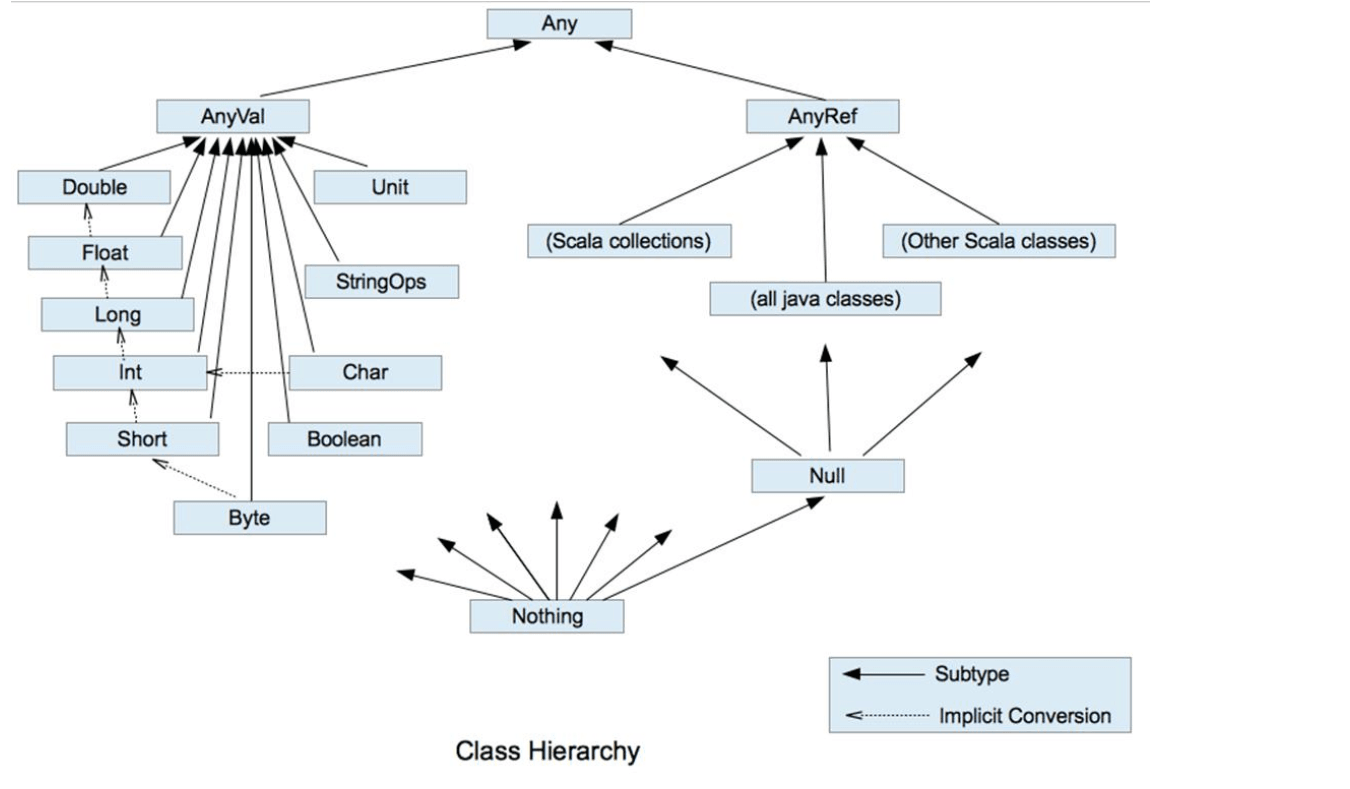 Any
AnyVal
AnyRef
Double
Unit
Float
(Scala collections)
(Other Scala classes)
StringOps
Long
(all java classes)
Int
Char
Short
Boolean
Null
Byte
Nothing
Subtype
Implicit Conversion
Class Hierarchy